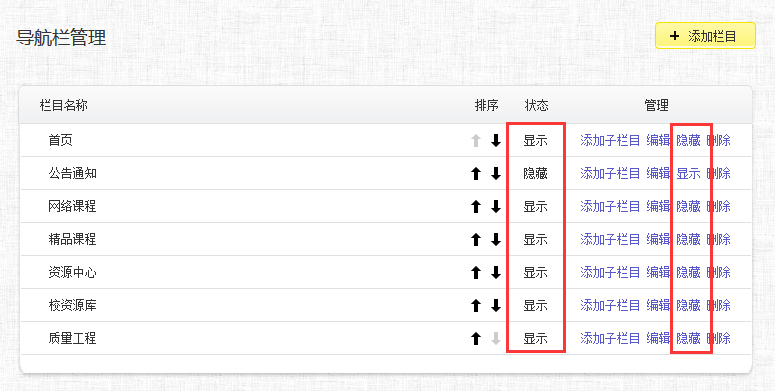 导航栏管理
添加栏目
栏目名称 排序 状态 管理
首页 显示 添加子栏目 编辑 隐藏 删除
公告通知 隐藏 添加子栏目 编辑 显示 删除
网络课程 显示 添加子栏目 编辑 隐藏 删除
精品课程 显示 添加子栏目 编辑 隐藏 删除
资源中心 显示 添加子栏目 编辑 隐藏 删除
校资源库 显示 添加子栏目 编辑 隐藏 删除
质量工程 显示 添加子栏目 编辑 隐藏 删除